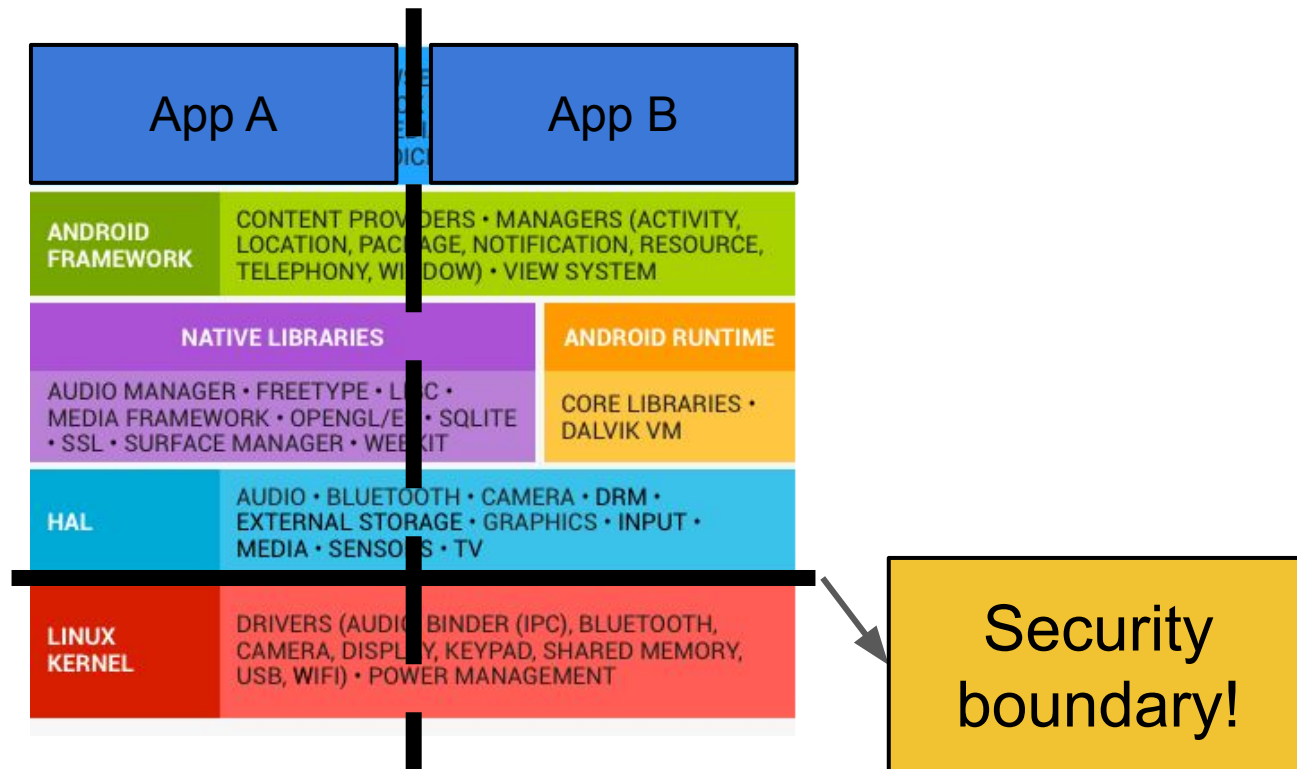 App A
App B
ANDROID
FRAMEWORK
CONTENT PROVIDERS • MANAGERS (ACTIVITY,
LOCATION, PACKAGE, NOTIFICATION, RESOURCE,
TELEPHONY, WINDOW) • VIEW SYSTEM
NATIVE LIBRARIES
AUDIO MANAGER • FREETYPE • LIBC •
MEDIA FRAMEWORK • OPENGL/ES • SQLITE
• SSL • SURFACE MANAGER • WEBKIT
ANDROID RUNTIME
CORE LIBRARIES •
DALVIK VM
HAL
AUDIO • BLUETOOTH • CAMERA • DRM •
EXTERNAL STORAGE • GRAPHICS • INPUT •
MEDIA • SENSORS • TV
LINUX
KERNEL
DRIVERS (AUDIO, BINDER (IPC), BLUETOOTH,
CAMERA, DISPLAY, KEYPAD, SHARED MEMORY,
USB, WIFI) • POWER MANAGEMENT
Security
boundary!